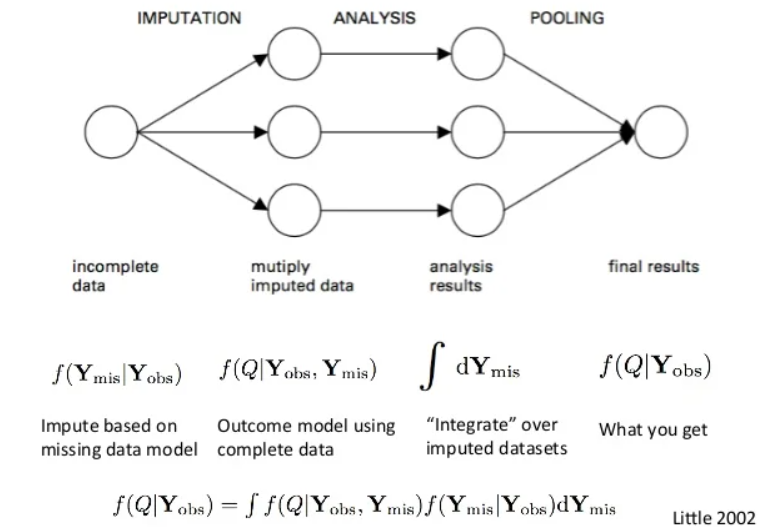 IMPUTATION ANALYSIS POOLING
incomplete data
mutiply imputed data
analysis results
final results
f(Y_mis|Y_obs) f(Q|Y_obs, Y_mis) ∫ dY_mis f(Q|Y_obs)
Impute based on missing data model
Outcome model using complete data
“Integrate” over imputed datasets
What you get
f(Q|Y_obs) = ∫ f(Q|Y_obs, Y_mis)f(Y_mis|Y_obs)dY_mis
Little 2002